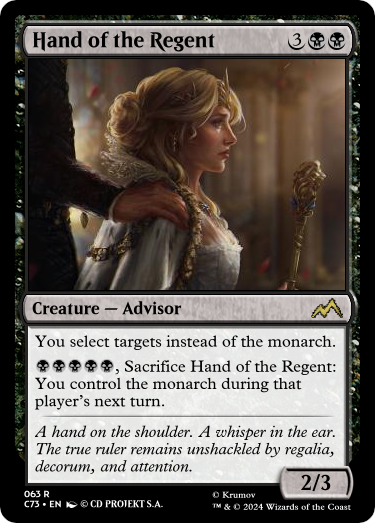 Hand of the Regent 3
Creature — Advisor
You select targets instead of the monarch.
, Sacrifice Hand of the Regent:
You control the monarch during that
player's next turn.
A hand on the shoulder. A whisper in the ear.
The true ruler remains unshackled by regalia,
decorum, and attention.
2/3
063 R
C73 • EN © CD PROJEKT S.A.
© Krumov
™ & © 2024 Wizards of the Coast